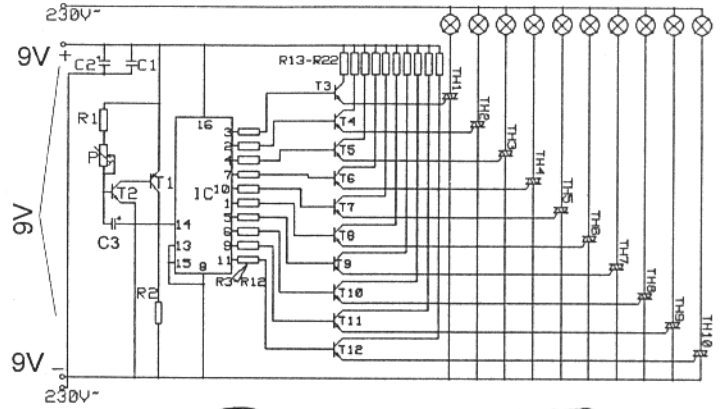 230V~
9V
+
C2
C1
R13-R22
T3
TH1
R1
16
3
T4
TH2
2
P
4
T5
TH3
T2
T1
IC
7
T6
TH4
10
T7
TH5
9V
C3
14
1
T8
TH6
13
5
T9
TH7
6
15
9
8
11
R3-R12
T10
TH8
R2
T11
TH9
T12
TH10
9V
-
230V~